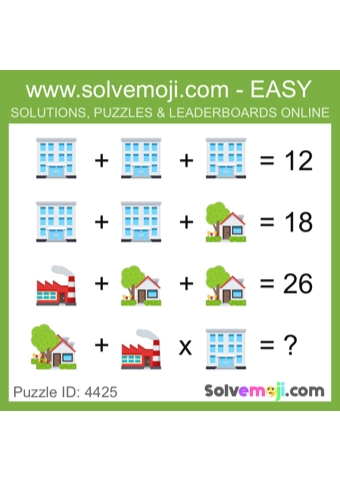 www.solvemoji.com - EASY
SOLUTIONS, PUZZLES & LEADERBOARDS ONLINE
+ + = 12
+ + = 18
+ + = 26
+ x = ?
Puzzle ID: 4425 Solvemoji.com